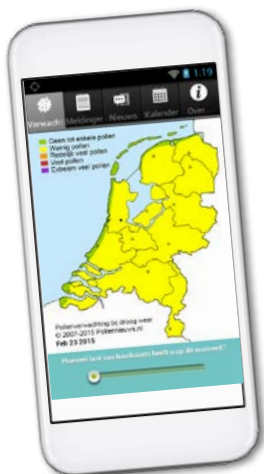 1:19
Verwacht Meldingen Nieuws Kalender Over...
Geen tot enkele pollen
Weinig pollen
Redelijk veel pollen
Veel pollen
Extreem veel pollen
Pollenverwachting bij droog weer
© 2007-2015 Pollennieuws.nl
Feb 23 2015
Hoeveel last van hooikoorts heeft u op dit moment?